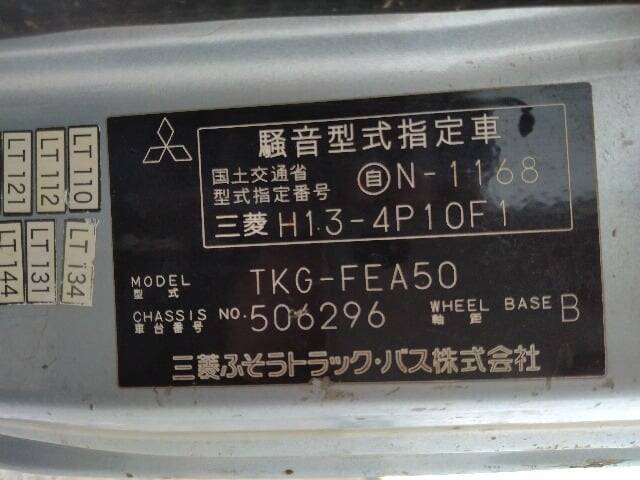 騒音型式指定車
国土交通省
型式指定番号 自N-1168
三菱 H13-4P10F1
MODEL
型式 TKG-FEA50
CHASSIS NO.
車台番号 506296
WHEEL BASE
軸距 B
三菱ふそうトラック・バス株式会社
LT 121
LT 112
LT 110
LT 144
LT 131
LT 134